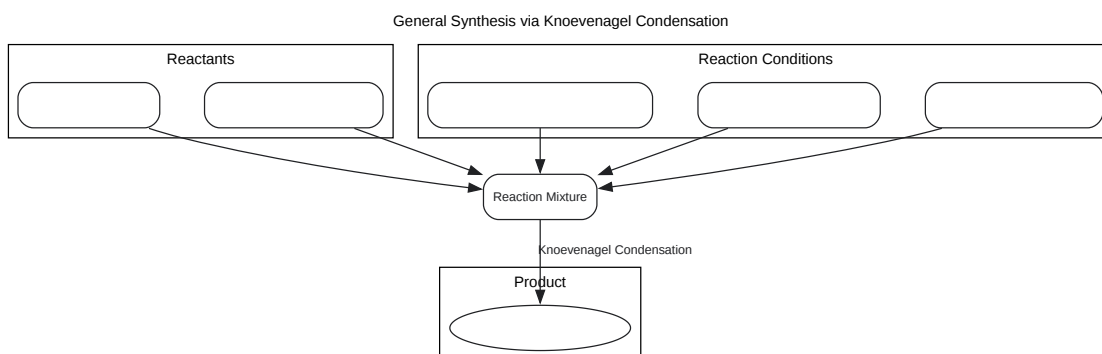 General Synthesis via Knoevenagel Condensation
Reactants
Reaction Conditions
Reaction Mixture
Knoevenagel Condensation
Product